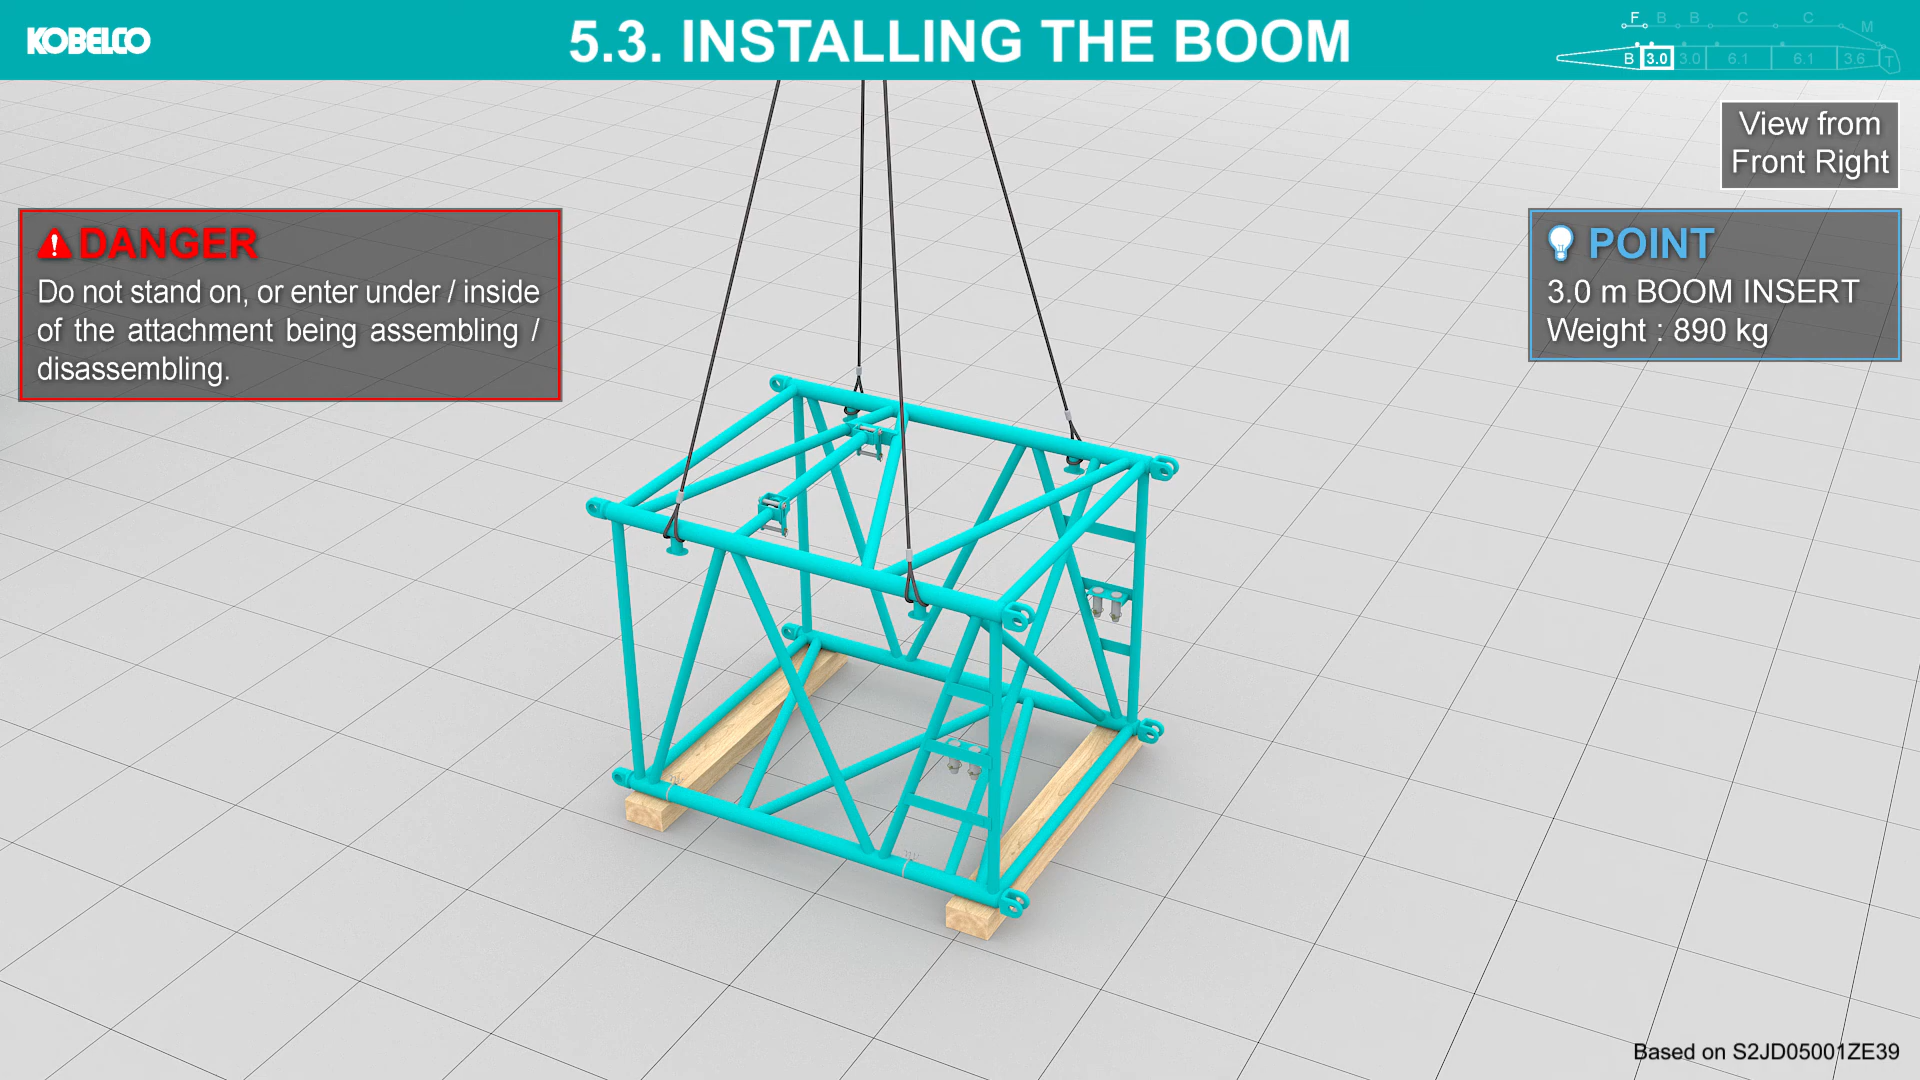 KOBELCO
5.3. INSTALLING THE BOOM
F B B C C M
B 3.0 3.0 6.1 6.1 3.6 T
View from
Front Right
DANGER
Do not stand on, or enter under / inside
of the attachment being assembling /
disassembling.
POINT
3.0 m BOOM INSERT
Weight : 890 kg
Based on S2JD05001ZE39